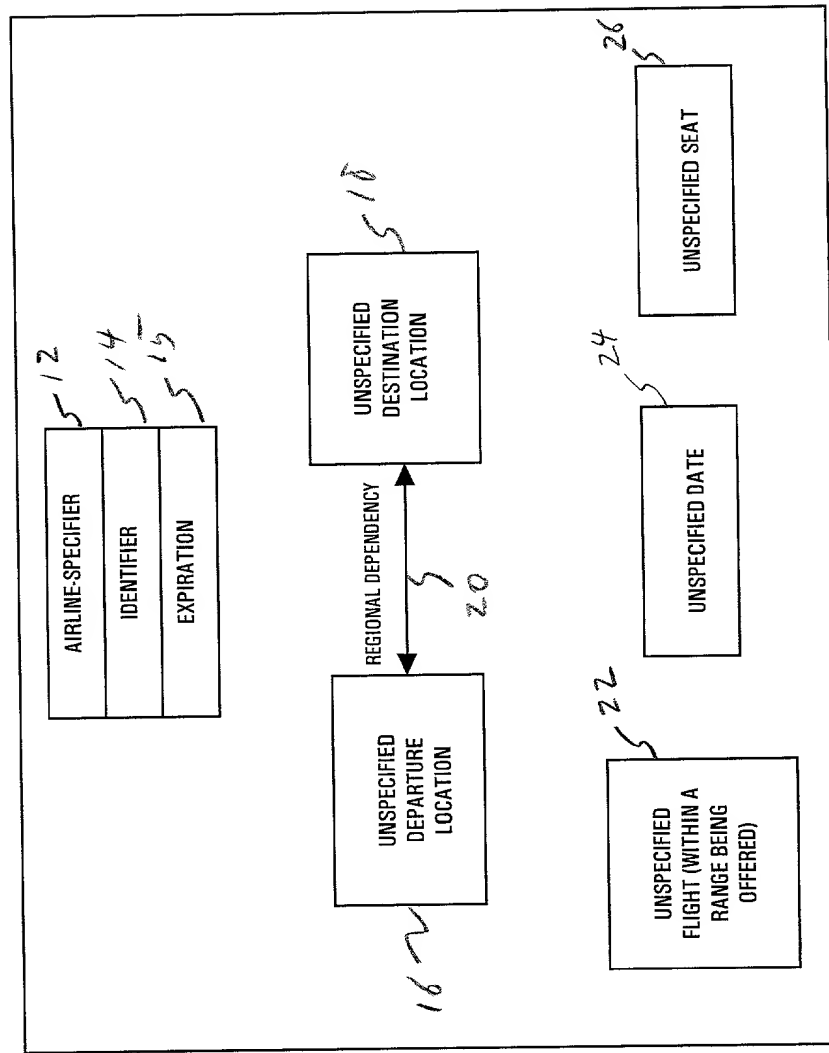 AIRLINE-SPECIFIER
12
IDENTIFIER
14
EXPIRATION
15
16
UNSPECIFIED
DEPARTURE
LOCATION
REGIONAL DEPENDENCY
20
UNSPECIFIED
DESTINATION
LOCATION
18
UNSPECIFIED
FLIGHT (WITHIN A
RANGE BEING
OFFERED)
22
UNSPECIFIED DATE
24
UNSPECIFIED SEAT
26